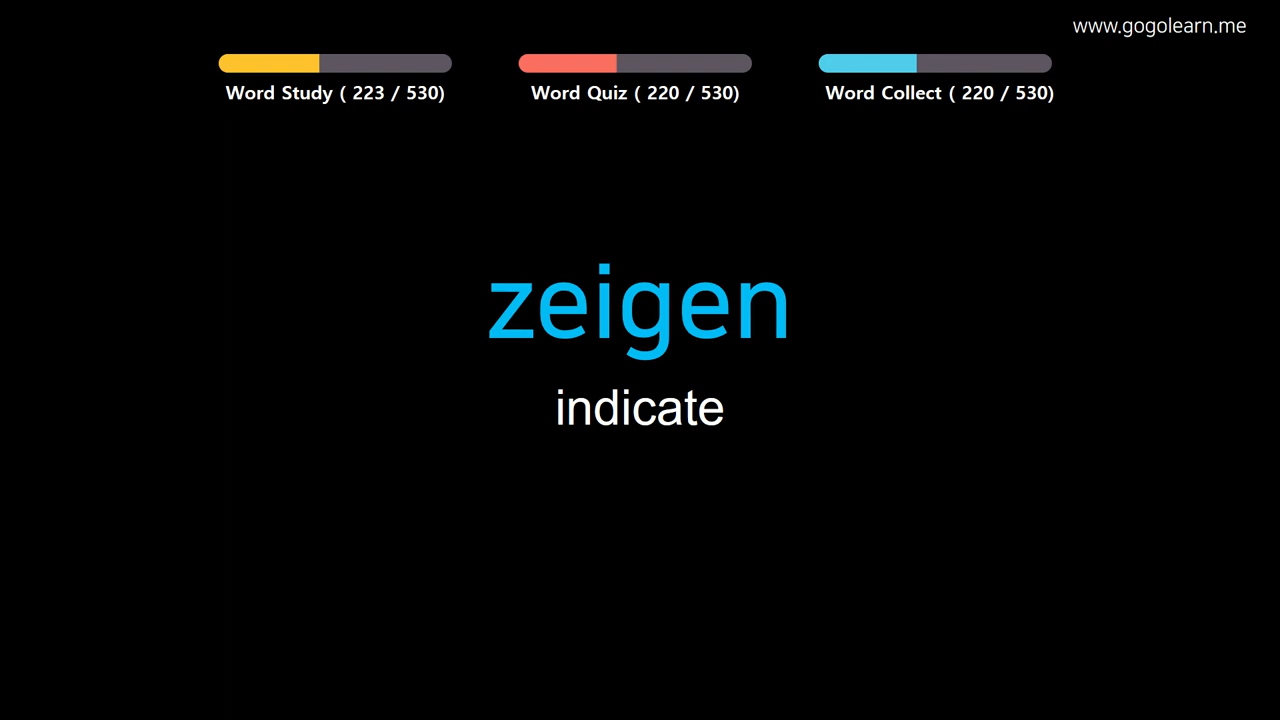 www.gogolearn.me
Word Study ( 223 / 530)
Word Quiz ( 220 / 530)
Word Collect ( 220 / 530)
zeigen
indicate